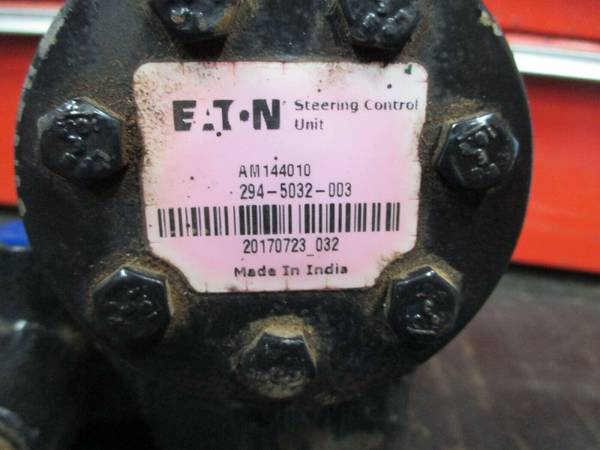 EATON Steering Control
Unit
AM144010
294-5032-003
20170723_032
Made In India